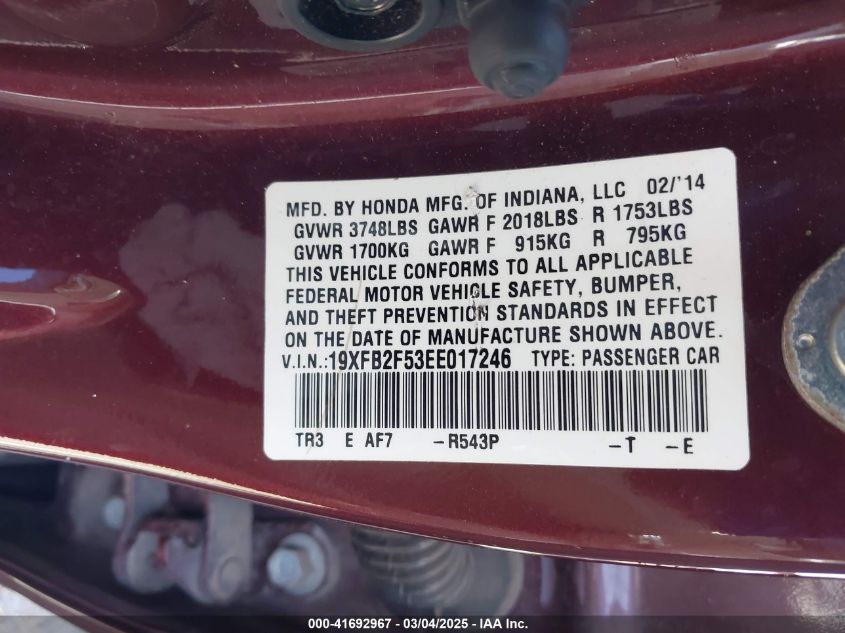 MFD. BY HONDA MFG. OF INDIANA, LLC 02/'14
GVWR 3748LBS GAWR F 2018LBS R 1753LBS
GVWR 1700KG GAWR F 915KG R 795KG
THIS VEHICLE CONFORMS TO ALL APPLICABLE
FEDERAL MOTOR VEHICLE SAFETY, BUMPER,
AND THEFT PREVENTION STANDARDS IN EFFECT
ON THE DATE OF MANUFACTURE SHOWN ABOVE.
V.I.N.:19XFB2F53EE017246 TYPE: PASSENGER CAR
TR3 E AF7 -R543P -T -E
000-41692967 - 03/04/2025 - IAA Inc.